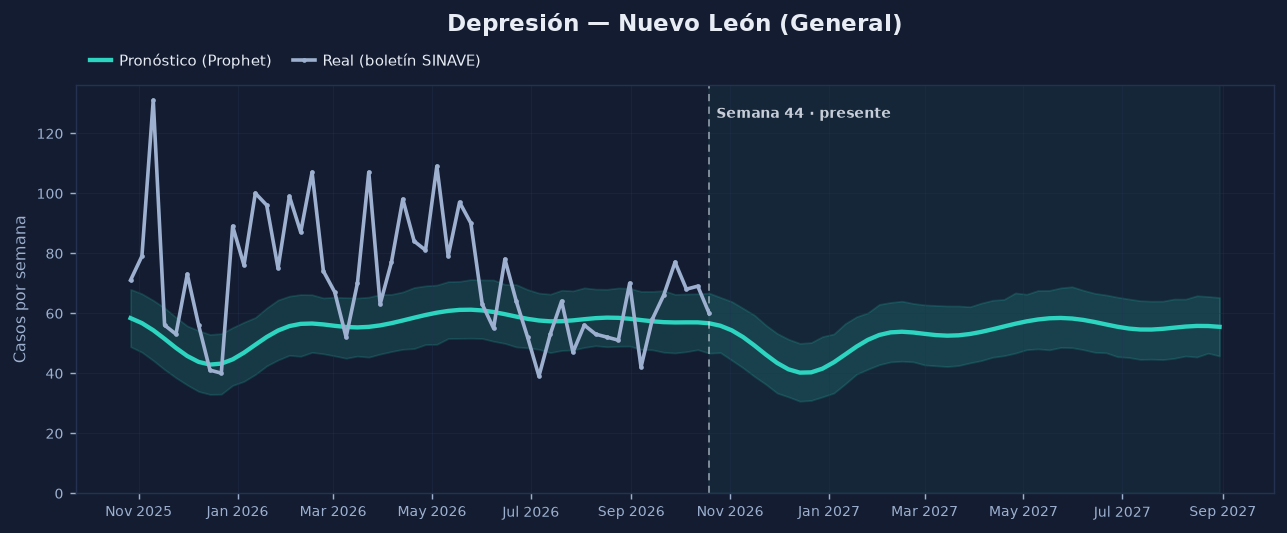 Depresión — Nuevo León (General)
Pronóstico (Prophet) Real (boletín SINAVE)
Semana 44 · presente
Casos por semana
120
100
80
60
40
20
0
Nov 2025 Jan 2026 Mar 2026 May 2026 Jul 2026 Sep 2026 Nov 2026 Jan 2027 Mar 2027 May 2027 Jul 2027 Sep 2027